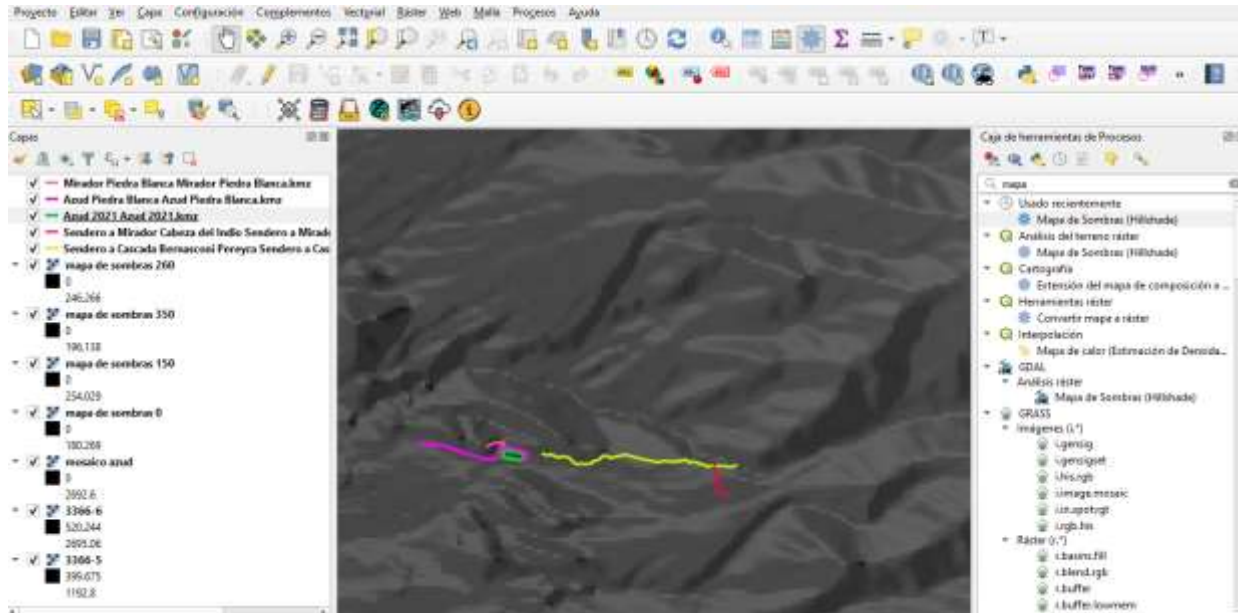 Proyecto Editar Ver Capa Configuración Complementos Vectorial Ráster Web Malla Procesos Ayuda
Capas
Mirador Piedra Blanca Mirador Piedra Blanca.kmz
Azud Piedra Blanca Azud Piedra Blanca.kmz
Azud 2021 Azud 2021.kmz
Sendero a Mirador Cabeza del Indio Sendero a Mirad
Sendero a Cascada Bernasconi Pereyra Sendero a Cas
mapa de sombras 260
0
246,266
mapa de sombras 350
0
196,138
mapa de sombras 150
0
254,029
mapa de sombras 0
0
180,269
mosaico azud
0
2692.6
3366-6
520,244
2695.06
3366-5
399,675
1192.8
Caja de herramientas de Procesos
mapa
Usado recientemente
Mapa de Sombras (Hillshade)
Análisis del terreno ráster
Mapa de Sombras (Hillshade)
Cartografía
Extensión del mapa de composición a ...
Herramientas ráster
Convertir mapa a ráster
Interpolación
Mapa de calor (Estimación de Densida...
GDAL
Análisis ráster
Mapa de Sombras (Hillshade)
GRASS
Imágenes (i.*)
i.gensig
i.gensigset
i.his.rgb
i.image.mosaic
i.in.spotvgt
i.rgb.his
Ráster (r.*)
r.basins.fill
r.blend.rgb
r.buffer
r.buffer.lowmem